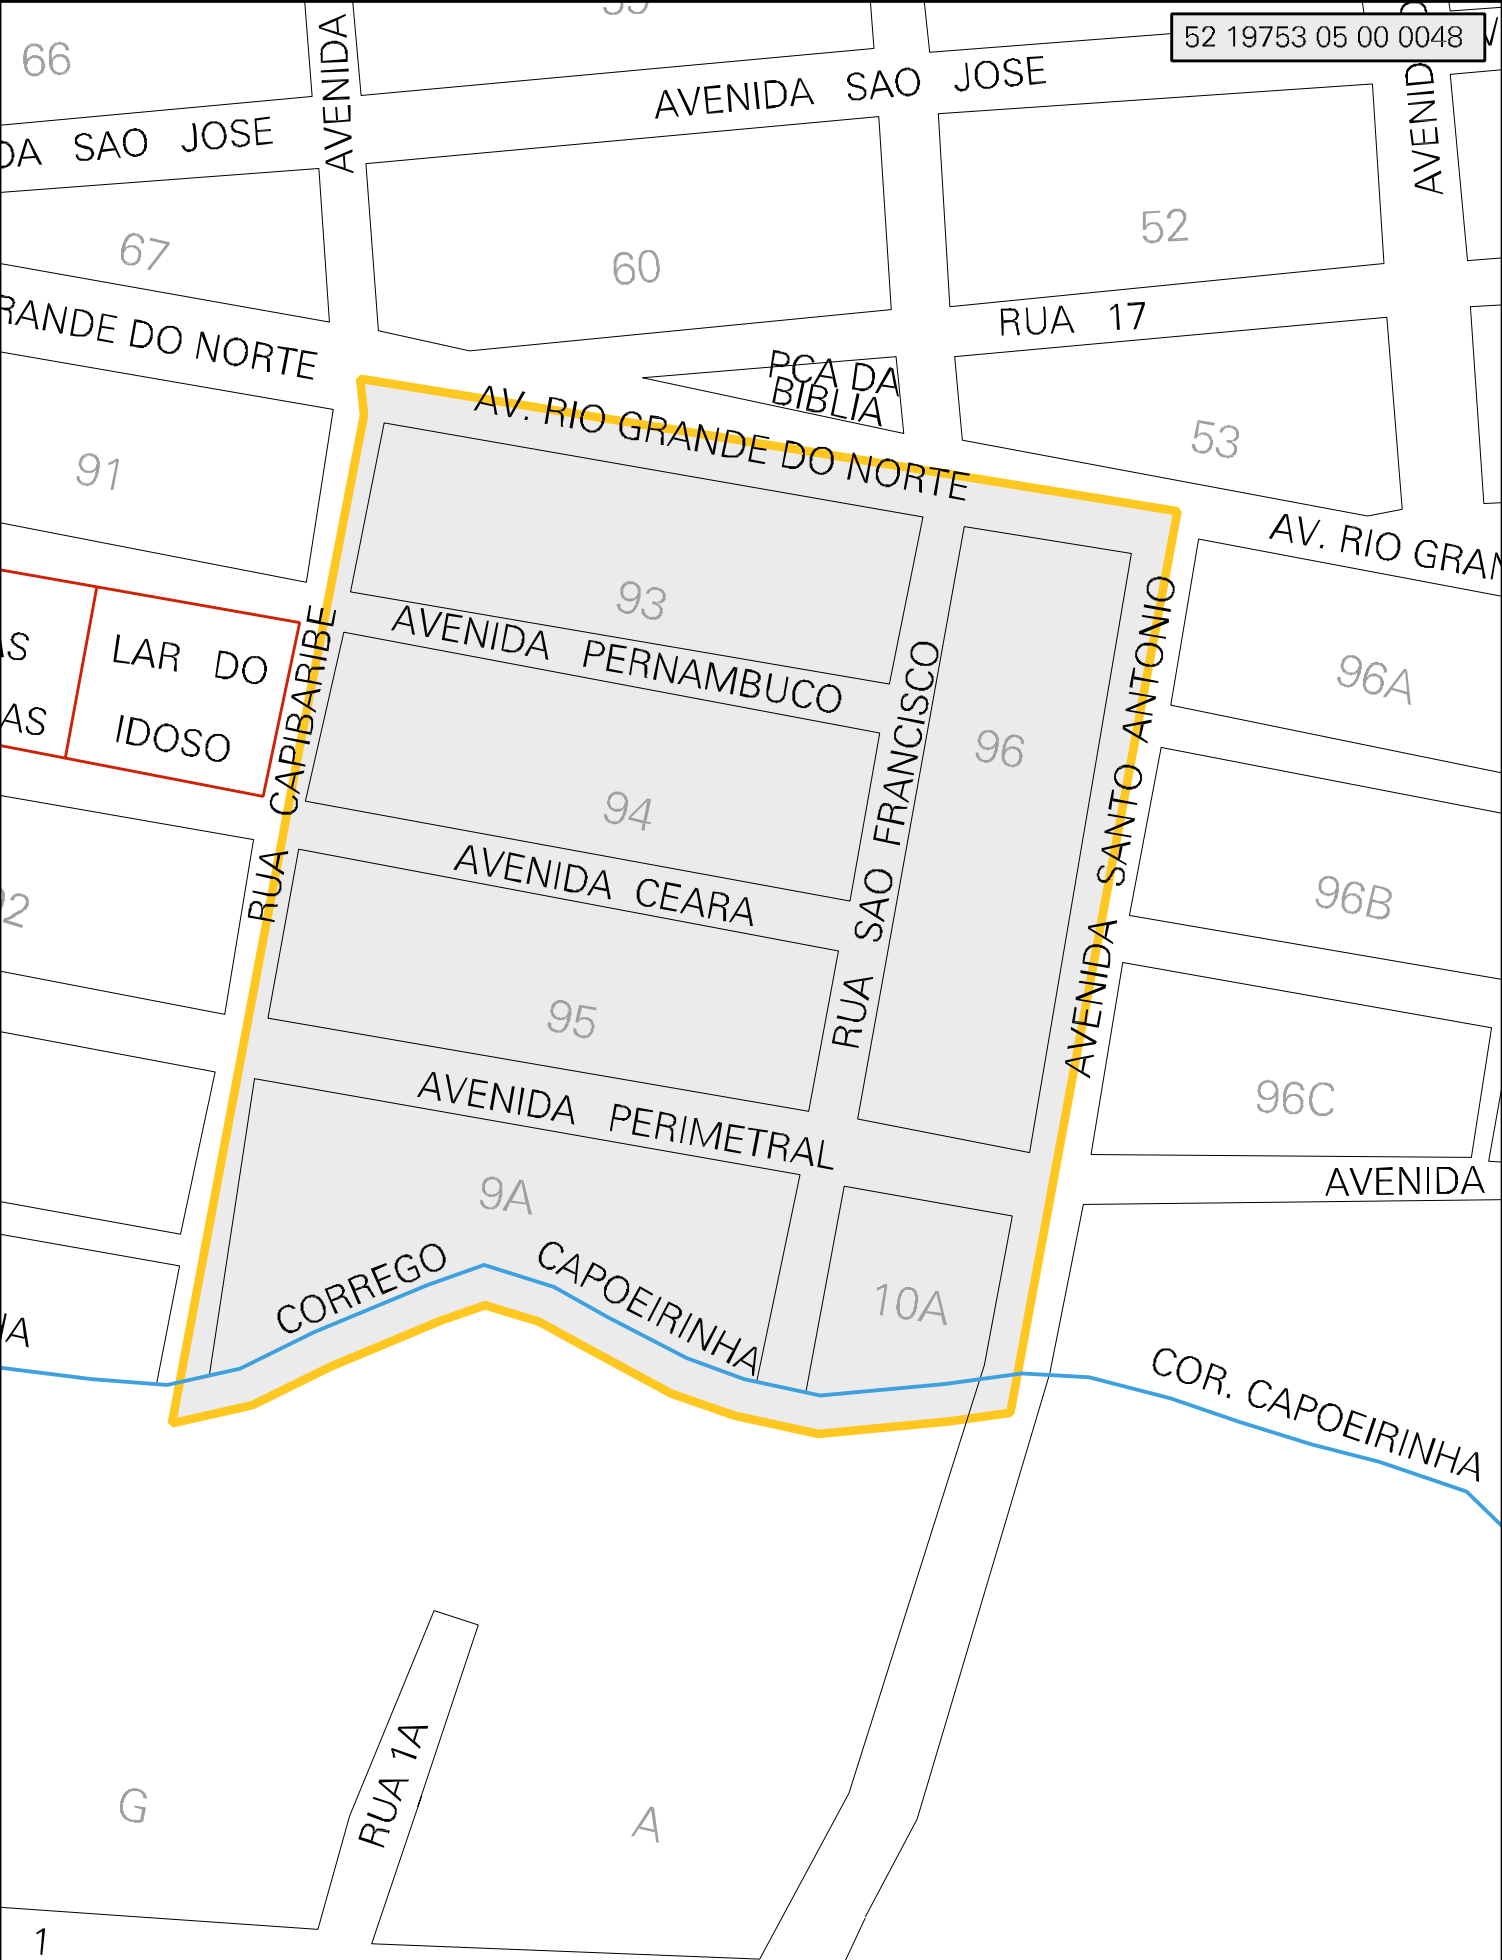 52 19753 05 00 0048
66
AVENIDA
AVENIDA SAO JOSE
DA SAO JOSE
67
60
52
RANDE DO NORTE
RUA 17
PCA DA
BIBLIA
AV. RIO GRANDE DO NORTE
53
91
AV. RIO GRAN
93
AVENIDA PERNAMBUCO
LAR DO
IDOSO
AS
AS
RUA CAPIBARIBE
RUA SAO FRANCISCO
96
AVENIDA SANTO ANTONIO
96A
94
AVENIDA CEARA
96B
95
AVENIDA PERIMETRAL
96C
AVENIDA
9A
CORREGO CAPOEIRINHA
10A
COR. CAPOEIRINHA
RUA 1A
G
A
1